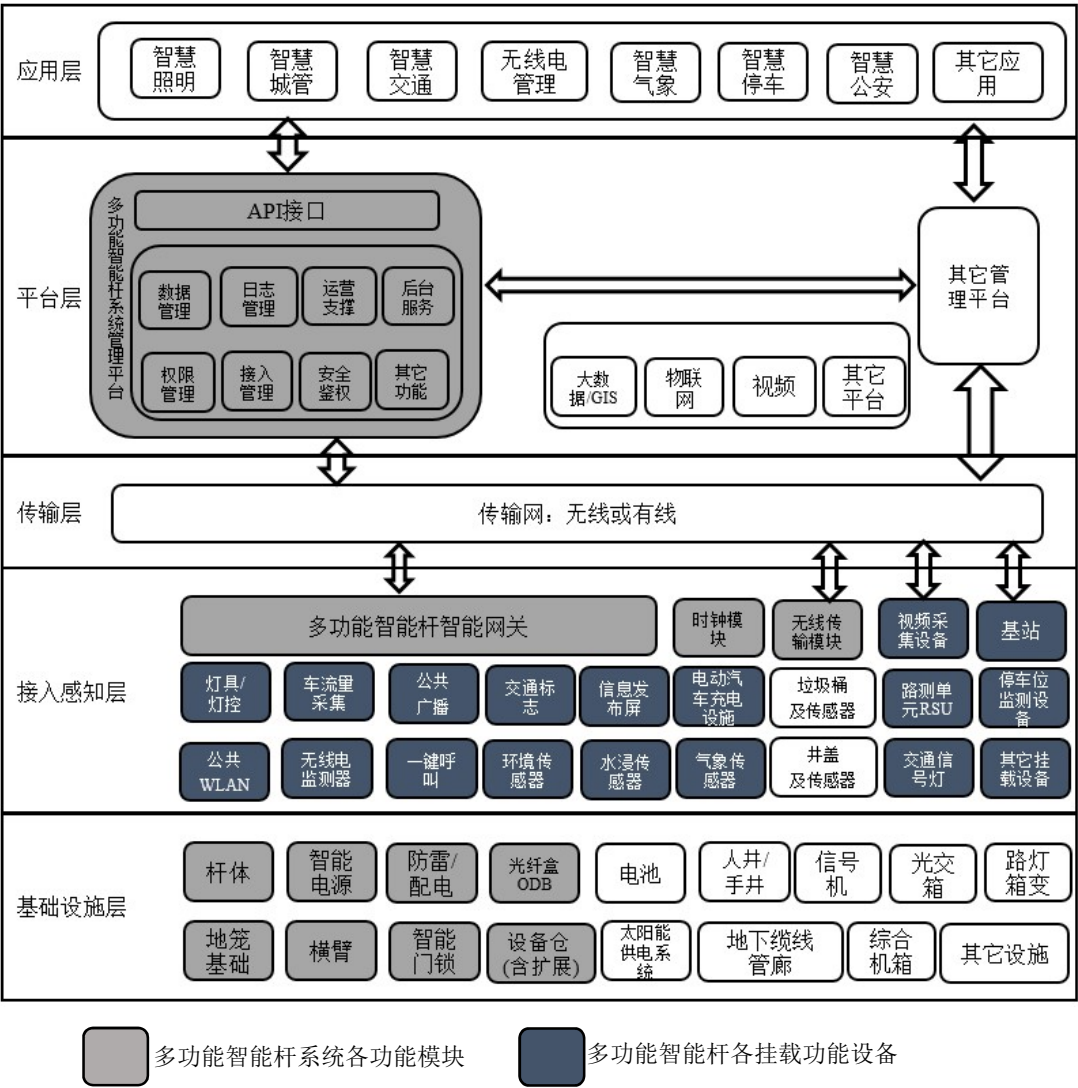 应用层
智慧
照明
智慧
城管
智慧
交通
无线电
管理
智慧
气象
智慧
停车
智慧
公安
其它应
用
平台层
多功能智能杆系统管理平台
API接口
数据
管理
日志
管理
运营
支撑
后台
服务
权限
管理
接入
管理
安全
鉴权
其它
功能
其它管
理平台
大数
据/GIS
物联
网
视频
其它
平台
传输层
传输网：无线或有线
接入感知层
多功能智能杆智能网关
时钟模
块
无线传
输模块
视频采
集设备
基站
灯具/
灯控
车流量
采集
公共
广播
交通标
志
信息发
布屏
电动汽
车充电
设施
垃圾桶
及传感器
路测单
元RSU
停车位
监测设
备
公共
WLAN
无线电
监测器
一键呼
叫
环境传
感器
水浸传
感器
气象传
感器
井盖
及传感器
交通信
号灯
其它挂
载设备
基础设施层
杆体
智能
电源
防雷/
配电
光纤盒
ODB
电池
人井/
手井
信号
机
光交
箱
路灯
箱变
地笼
基础
横臂
智能
门锁
设备仓
(含扩展)
太阳能
供电系
统
地下缆线
管廊
综合
机箱
其它设施
多功能智能杆系统各功能模块
多功能智能杆各挂载功能设备